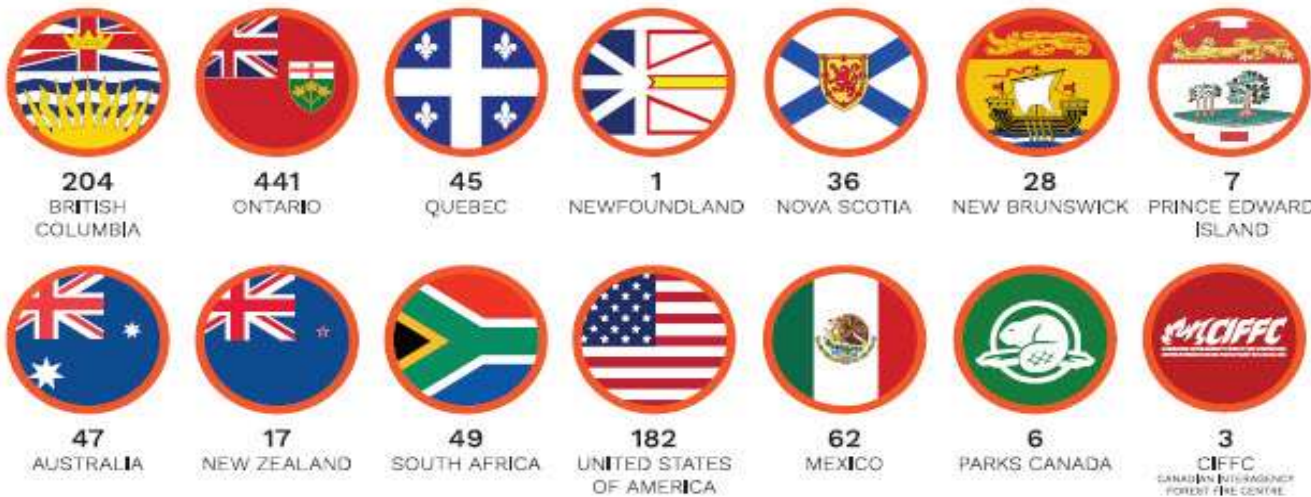 204
BRITISH
COLUMBIA
441
ONTARIO
45
QUEBEC
1
NEWFOUNDLAND
36
NOVA SCOTIA
28
NEW BRUNSWICK
7
PRINCE EDWARD
ISLAND
CIFFC
47
AUSTRALIA
17
NEW ZEALAND
49
SOUTH AFRICA
182
UNITED STATES
OF AMERICA
62
MEXICO
6
PARKS CANADA
3
CIFFC
CANADIAN INTERAGENCY
FOREST FIRE CENTRE